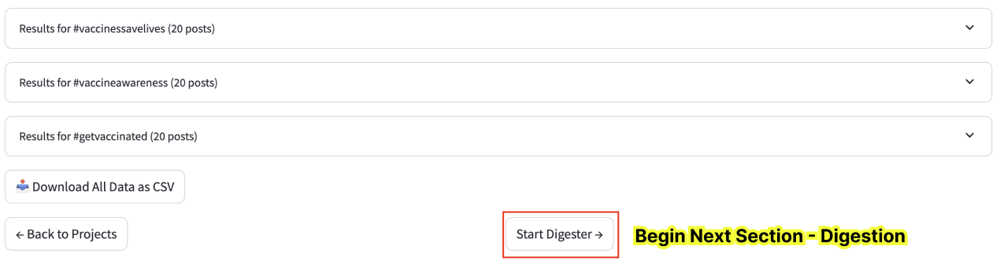 Results for #vaccinessavelives (20 posts)
Results for #vaccineawareness (20 posts)
Results for #getvaccinated (20 posts)
Download All Data as CSV
← Back to Projects
Start Digester →
Begin Next Section - Digestion